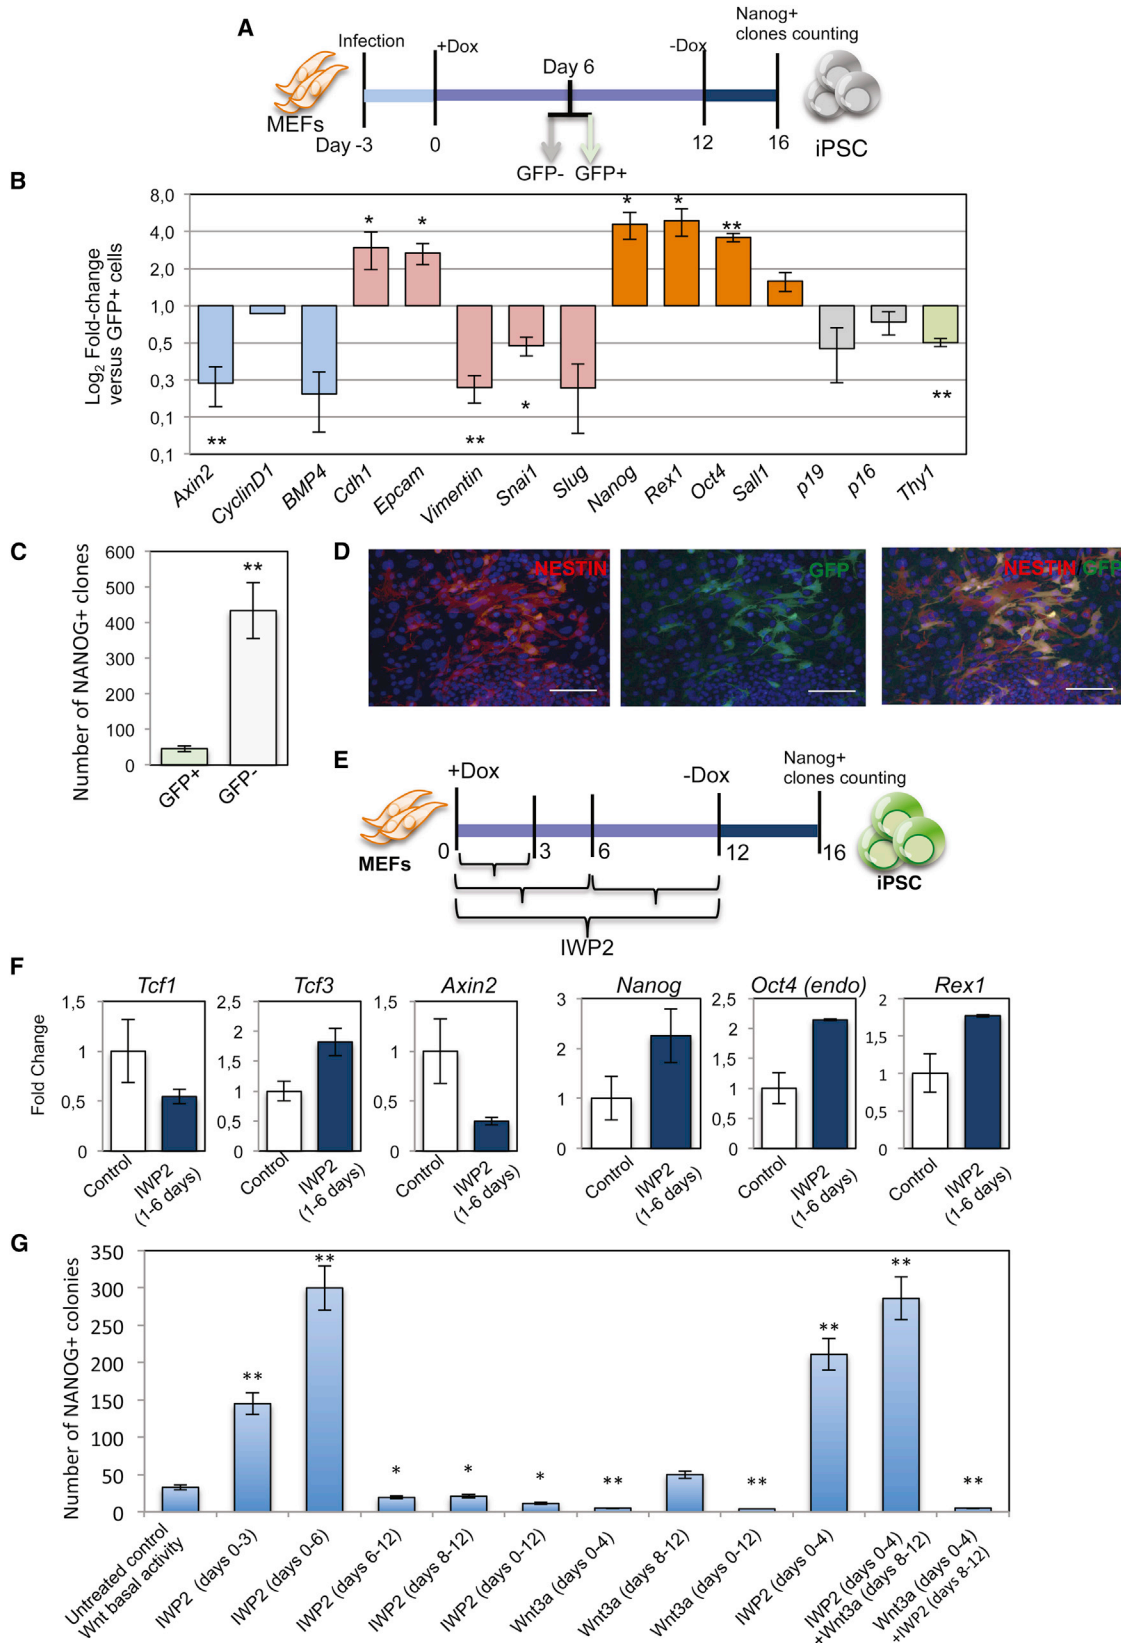 A
Infection
+Dox
Day 6
-Dox
Nanog+
clones counting
MEFs
Day -3
0
12
16
iPSC
GFP-
GFP+
B
Log2 Fold-change
versus GFP+ cells
8,0
4,0
2,0
1,0
0,5
0,3
0,1
0,1
*
*
*
*
**
**
**
*
**
Axin2
CyclinD1
BMP4
Cdh1
Epcam
Vimentin
Snai1
Slug
Nanog
Rex1
Oct4
Sall1
p19
p16
Thy1
C
Number of NANOG+ clones
600
500
400
300
200
100
0
**
GFP+
GFP-
D
NESTIN
GFP
NESTIN GFP
E
+Dox
-Dox
Nanog+
clones counting
MEFs
0
3
6
12
16
iPSC
IWP2
F
Fold Change
Tcf1
1,5
1
0,5
0
Control
IWP2
(1-6 days)
Tcf3
2,5
2
1,5
1
0,5
0
Control
IWP2
(1-6 days)
Axin2
1,5
1
0,5
0
Control
IWP2
(1-6 days)
Nanog
3
2
1
0
Control
IWP2
(1-6 days)
Oct4 (endo)
2,5
2
1,5
1
0,5
0
Control
IWP2
(1-6 days)
Rex1
2
1,5
1
0,5
0
Control
IWP2
(1-6 days)
G
Number of NANOG+ colonies
350
300
250
200
150
100
50
0
**
**
*
*
*
**
**
**
**
**
Untreated control
Wnt basal activity
IWP2 (days 0-3)
IWP2 (days 0-6)
IWP2 (days 6-12)
IWP2 (days 8-12)
IWP2 (days 0-12)
Wnt3a (days 0-4)
Wnt3a (days 8-12)
Wnt3a (days 0-12)
IWP2 (days 0-4)
IWP2 (days 0-4)
+Wnt3a (days 8-12)
Wnt3a (days 0-4)
+IWP2 (days 8-12)